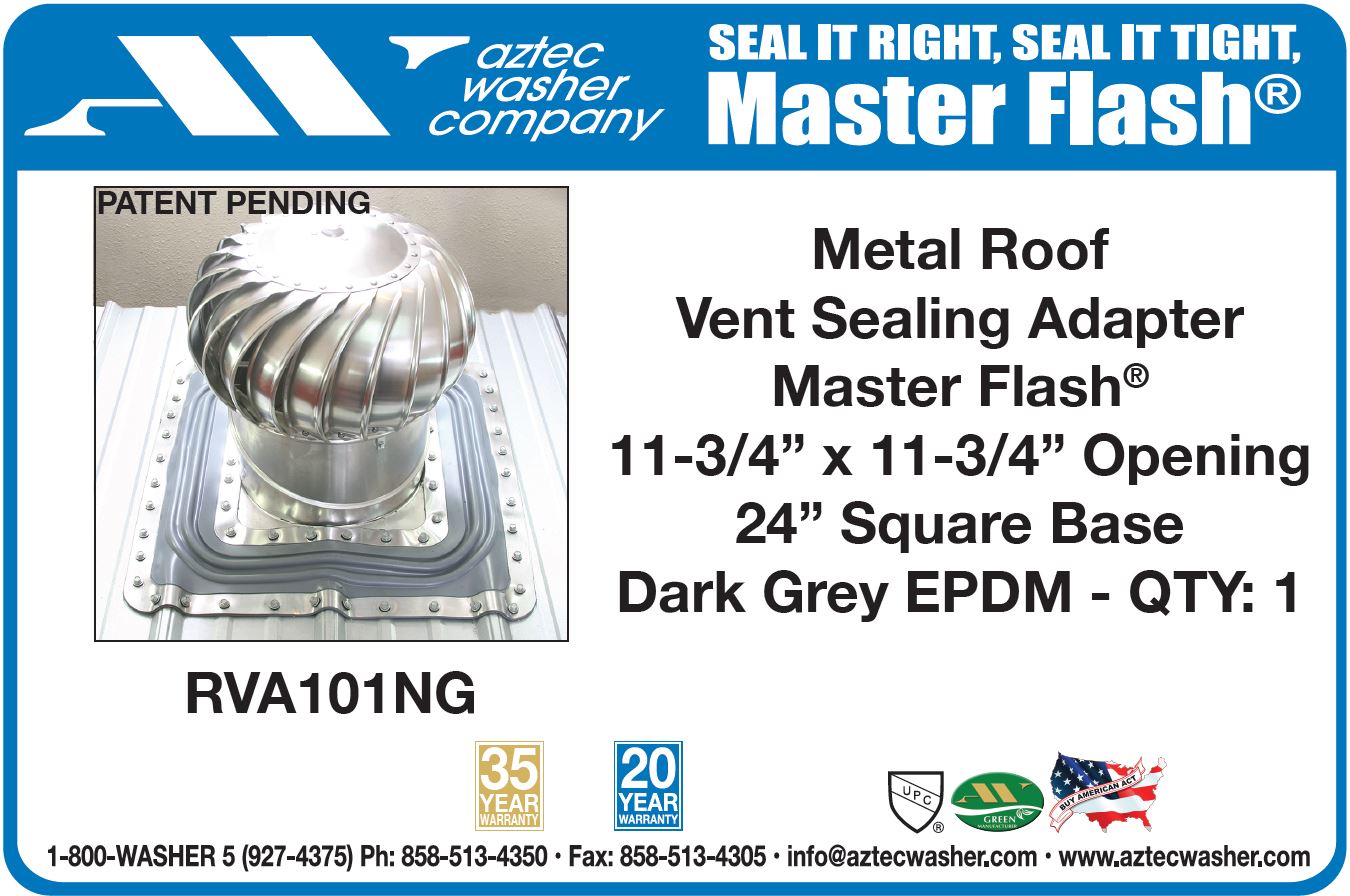 aztec
washer
company
SEAL IT RIGHT, SEAL IT TIGHT,
Master Flash®
PATENT PENDING
Metal Roof
Vent Sealing Adapter
Master Flash®
11-3/4” x 11-3/4” Opening
24” Square Base
Dark Grey EPDM - QTY: 1
RVA101NG
35
YEAR
WARRANTY
20
YEAR
WARRANTY
UPC
®
GREEN
MANUFACTURER
BUY AMERICAN ACT
1-800-WASHER 5 (927-4375) Ph: 858-513-4350 • Fax: 858-513-4305 • info@aztecwasher.com • www.aztecwasher.com